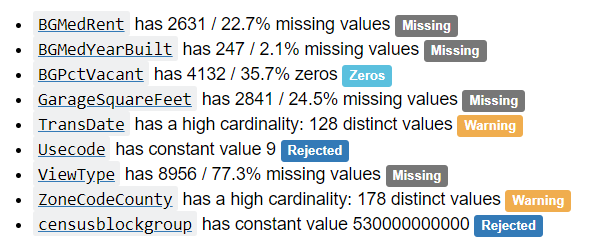 BGMedRent has 2631 / 22.7% missing values Missing
BGMedYearBuilt has 247 / 2.1% missing values Missing
BGPctVacant has 4132 / 35.7% zeros Zeros
GarageSquareFeet has 2841 / 24.5% missing values Missing
TransDate has a high cardinality: 128 distinct values Warning
Usecode has constant value 9 Rejected
ViewType has 8956 / 77.3% missing values Missing
ZoneCodeCounty has a high cardinality: 178 distinct values Warning
censusblockgroup has constant value 530000000000 Rejected